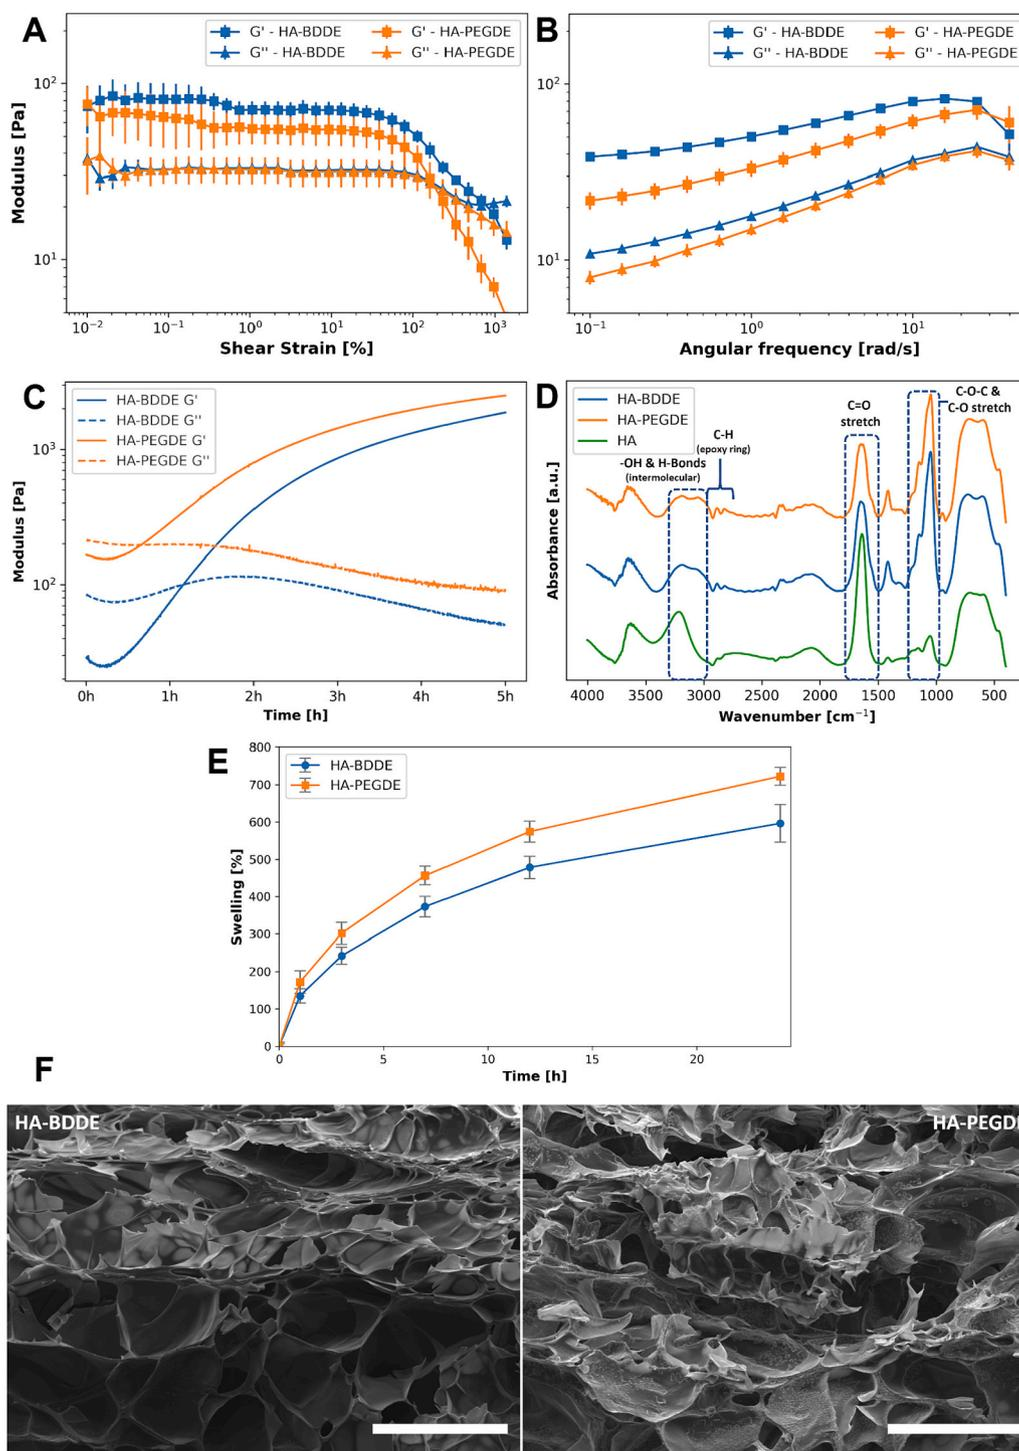 A
G' - HA-BDDE
G' - HA-PEGDE
G'' - HA-BDDE
G'' - HA-PEGDE
10²
10¹
Modulus [Pa]
10⁻²
10⁻¹
10⁰
10¹
10²
10³
Shear Strain [%]
B
G' - HA-BDDE
G' - HA-PEGDE
G'' - HA-BDDE
G'' - HA-PEGDE
10²
10¹
10⁻¹
10⁰
10¹
Angular frequency [rad/s]
C
HA-BDDE G'
HA-BDDE G''
HA-PEGDE G'
HA-PEGDE G''
10³
10²
Modulus [Pa]
0h
1h
2h
3h
4h
5h
Time [h]
D
HA-BDDE
HA-PEGDE
HA
-OH & H-Bonds
(intermolecular)
C-H
(epoxy ring)
C=O
stretch
C-O-C &
C-O stretch
Absorbance [a.u.]
4000
3500
3000
2500
2000
1500
1000
500
Wavenumber [cm⁻¹]
E
HA-BDDE
HA-PEGDE
800
700
600
500
400
300
200
100
0
Swelling [%]
0
5
10
15
20
Time [h]
F
HA-BDDE
HA-PEGD